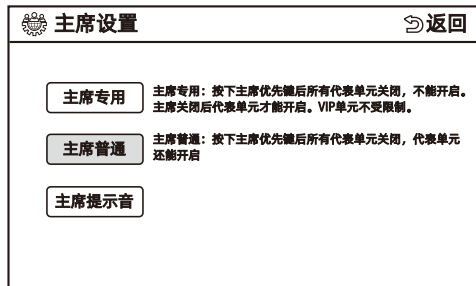 主席设置
返回
主席专用
主席专用：按下主席优先键后所有代表单元关闭，不能开启。
主席关闭后代表单元才能开启。VIP单元不受限制。
主席普通
主席普通：按下主席优先键后所有代表单元关闭，代表单元
还能开启
主席提示音